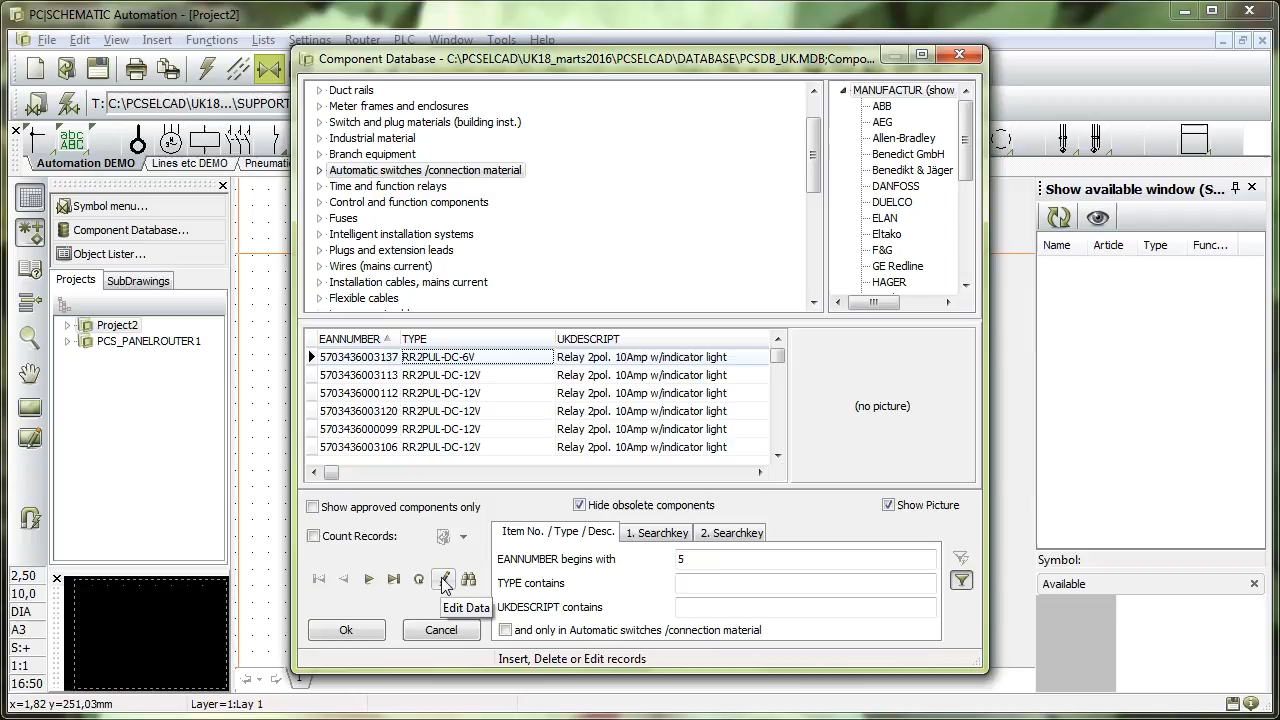 PC|SCHEMATIC Automation - [Project2]
File Edit View Insert Functions Lists Settings Router PLC Window Tools Help
T: C:\PCSELCAD\UK18...\SUPPORT
Automation DEMO
Lines etc DEMO
Pneumati
Symbol menu...
Component Database...
Object Lister...
Projects
SubDrawings
Project2
PCS_PANELROUTER1
2,50
10,0
DIA
A3
S:+
1:1
16:50
x=1,82 y=251,03mm
Layer=1:Lay 1
1
Component Database - C:\PCSELCAD\UK18_marts2016\PCSELCAD\DATABASE\PCSDB_UK.MDB;Compo...
Duct rails
Meter frames and enclosures
Switch and plug materials (building inst.)
Industrial material
Branch equipment
Automatic switches /connection material
Time and function relays
Control and function components
Fuses
Intelligent installation systems
Plugs and extension leads
Wires (mains current)
Installation cables, mains current
Flexible cables
MANUFACTUR (show
ABB
AEG
Allen-Bradley
Benedict GmbH
Benedikt & Jäger
DANFOSS
DUELCO
ELAN
Eltako
F&G
GE Redline
HAGER
EANNUMBER TYPE UKDESCRIPT
5703436003137 RR2PUL-DC-6V Relay 2pol. 10Amp w/indicator light
5703436003113 RR2PUL-DC-12V Relay 2pol. 10Amp w/indicator light
5703436000112 RR2PUL-DC-12V Relay 2pol. 10Amp w/indicator light
5703436003120 RR2PUL-DC-12V Relay 2pol. 10Amp w/indicator light
5703436000099 RR2PUL-DC-12V Relay 2pol. 10Amp w/indicator light
5703436003106 RR2PUL-DC-12V Relay 2pol. 10Amp w/indicator light
(no picture)
Show approved components only
Hide obsolete components
Show Picture
Count Records:
Item No. / Type / Desc.
1. Searchkey
2. Searchkey
EANNUMBER begins with 5
TYPE contains
UKDESCRIPT contains
and only in Automatic switches /connection material
Edit Data
Ok
Cancel
Insert, Delete or Edit records
Show available window (S...
Name Article Type Func...
Symbol:
Available